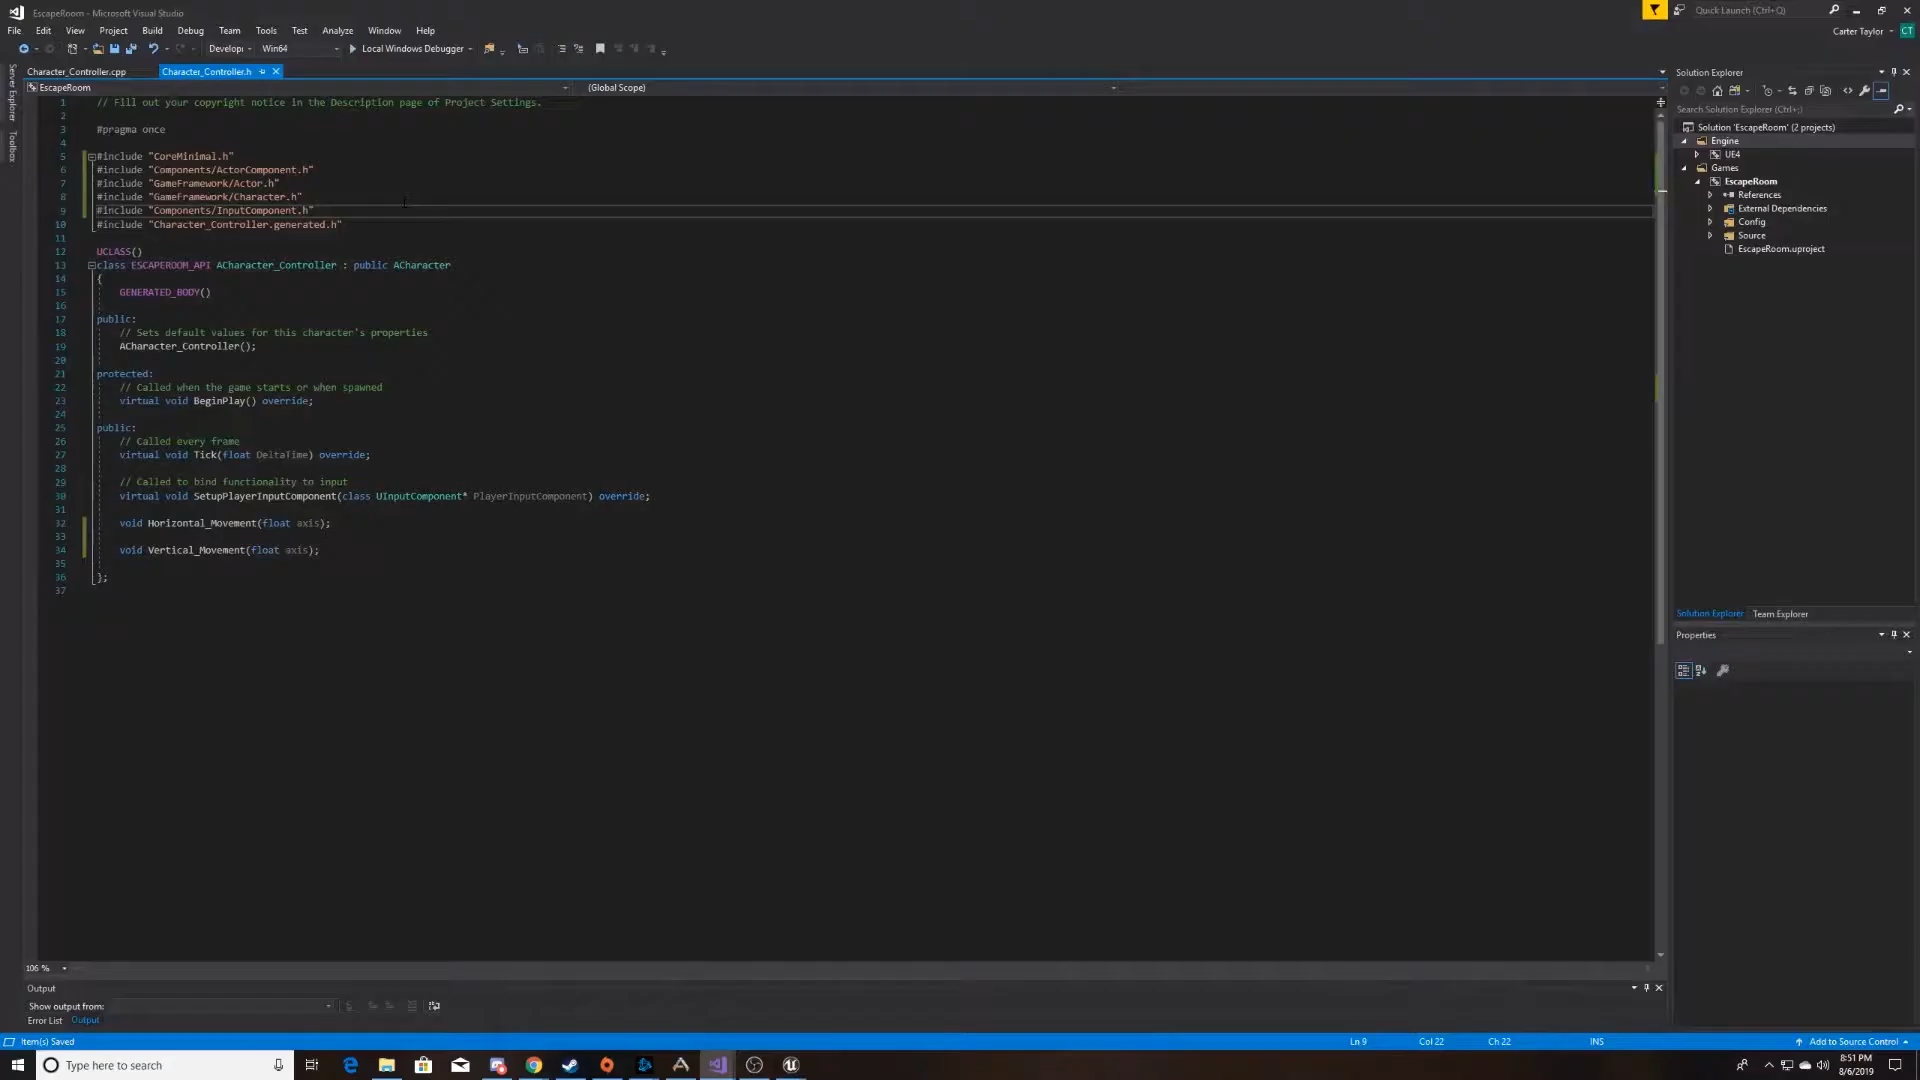 EscapeRoom - Microsoft Visual Studio
Quick Launch (Ctrl+Q)
File Edit View Project Build Debug Team Tools Test Analyze Window Help
Carter Taylor CT
Develop Win64 Local Windows Debugger
Server Explorer
Toolbox
Character_Controller.cpp Character_Controller.h
EscapeRoom (Global Scope)
1 // Fill out your copyright notice in the Description page of Project Settings.
2
3 #pragma once
4
5 #include "CoreMinimal.h"
6 #include "Components/ActorComponent.h"
7 #include "GameFramework/Actor.h"
8 #include "GameFramework/Character.h"
9 #include "Components/InputComponent.h"
10 #include "Character_Controller.generated.h"
11
12 UCLASS()
13 class ESCAPEROOM_API ACharacter_Controller : public ACharacter
14 {
15 GENERATED_BODY()
16
17 public:
18 // Sets default values for this character's properties
19 ACharacter_Controller();
20
21 protected:
22 // Called when the game starts or when spawned
23 virtual void BeginPlay() override;
24
25 public:
26 // Called every frame
27 virtual void Tick(float DeltaTime) override;
28
29 // Called to bind functionality to input
30 virtual void SetupPlayerInputComponent(class UInputComponent* PlayerInputComponent) override;
31
32 void Horizontal_Movement(float axis);
33
34 void Vertical_Movement(float axis);
35
36 };
37
Solution Explorer
Search Solution Explorer (Ctrl+;)
Solution 'EscapeRoom' (2 projects)
Engine
UE4
Games
EscapeRoom
References
External Dependencies
Config
Source
EscapeRoom.uproject
Solution Explorer Team Explorer
Properties
106 %
Output
Show output from:
Error List Output
Item(s) Saved Ln 9 Col 22 Ch 22 INS Add to Source Control
Type here to search
8:51 PM
8/6/2019